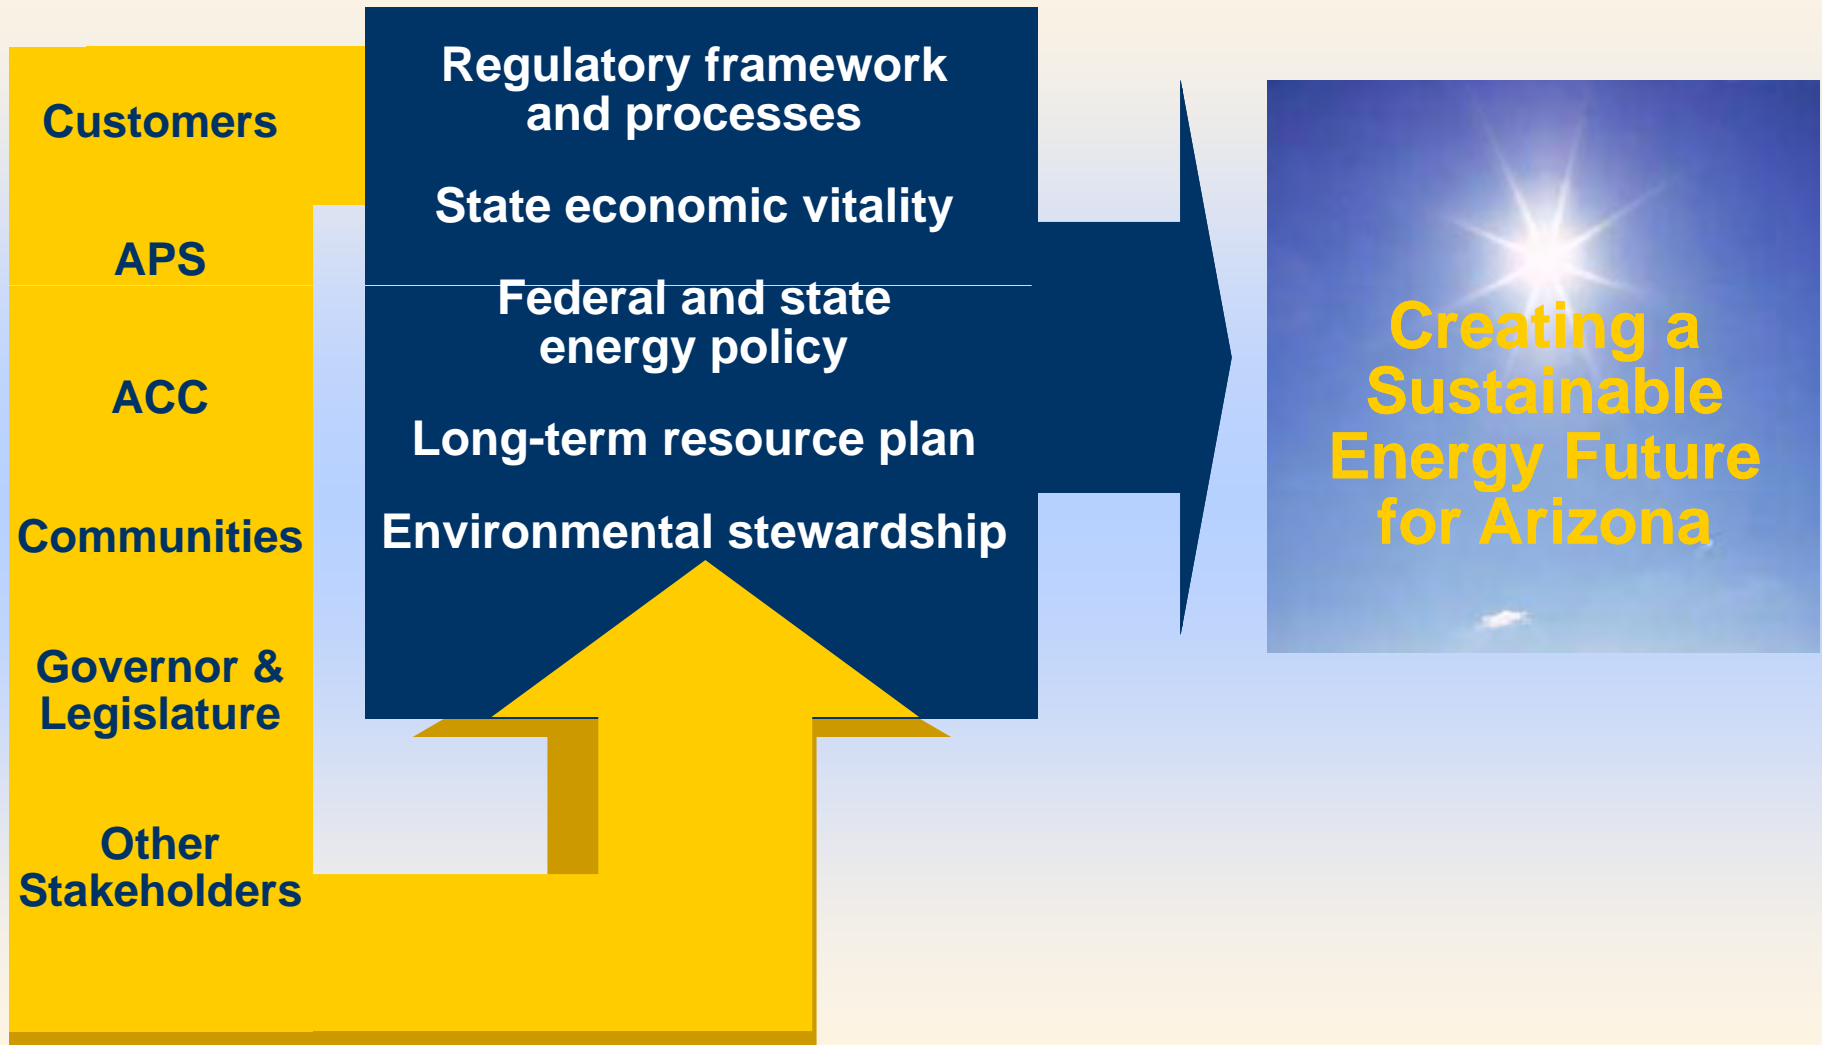 Customers
APS
ACC
Communities
Governor &
Legislature
Other
Stakeholders
Regulatory framework
and processes
State economic vitality
Federal and state
energy policy
Long-term resource plan
Environmental stewardship
Creating a
Sustainable
Energy Future
for Arizona